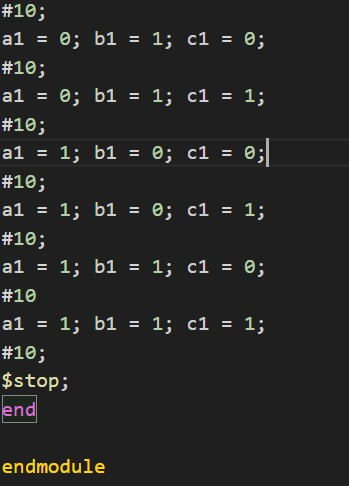 #10;
a1 = 0; b1 = 1; c1 = 0;
#10;
a1 = 0; b1 = 1; c1 = 1;
#10;
a1 = 1; b1 = 0; c1 = 0;
#10;
a1 = 1; b1 = 0; c1 = 1;
#10;
a1 = 1; b1 = 1; c1 = 0;
#10
a1 = 1; b1 = 1; c1 = 1;
#10;
$stop;
end
endmodule